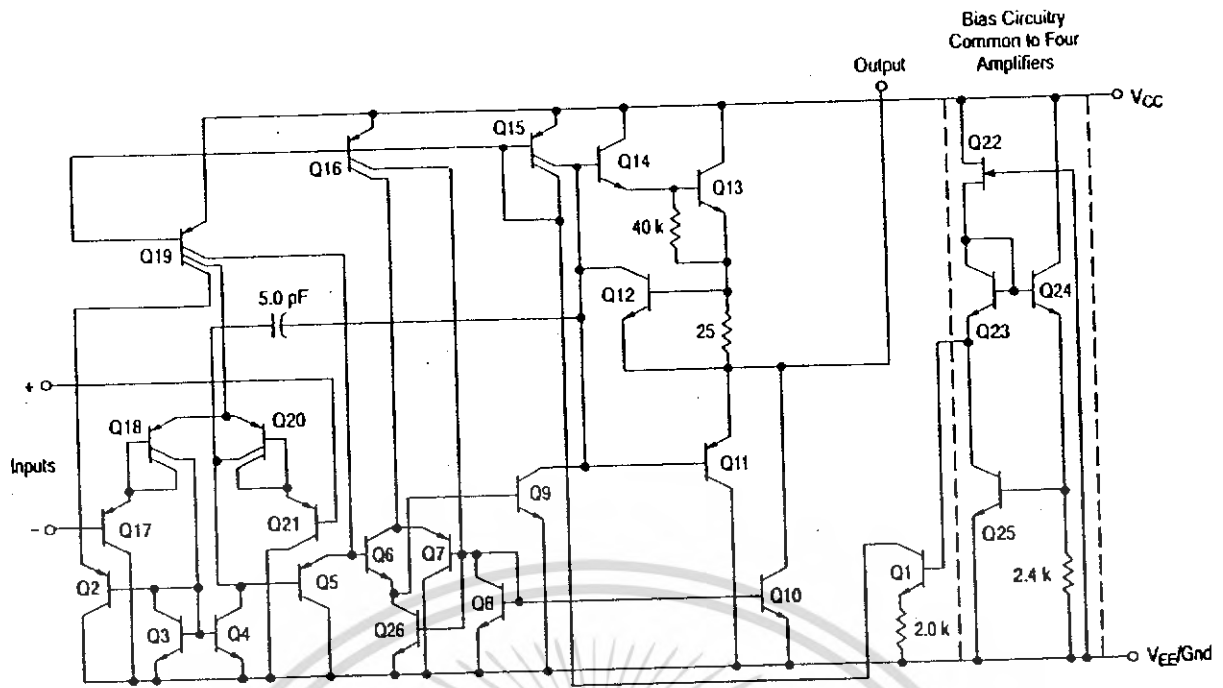 Bias Circuitry
Common to Four
Amplifiers
Output
VCC
Q15
Q22
Q16
Q14
Q13
40 k
Q19
5.0 pF
Q12
Q24
25
Q23
+
Q18
Q20
Inputs
Q9
Q11
Q25
–
Q17
Q21
Q6
Q7
Q1
2.4 k
Q2
Q5
Q8
Q10
Q3
Q4
Q26
2.0 k
VEE/Gnd